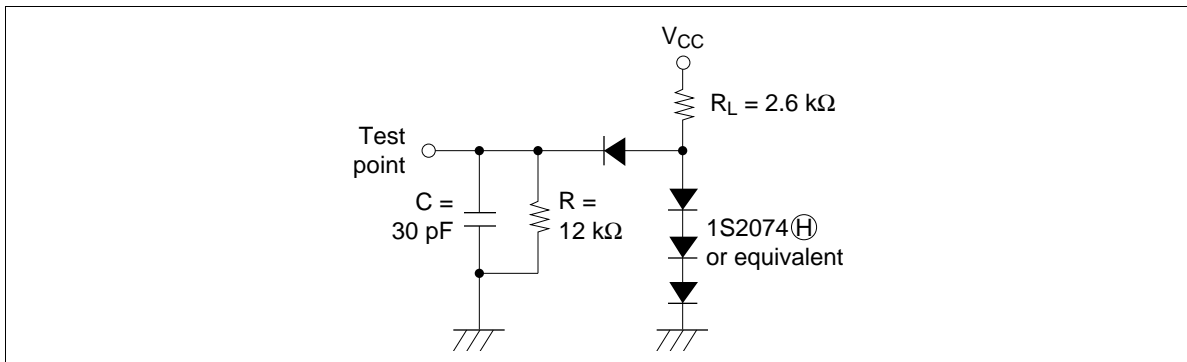 V_CC
R_L = 2.6 kΩ
Test
point
C =
30 pF
R =
12 kΩ
1S2074Ⓗ
or equivalent